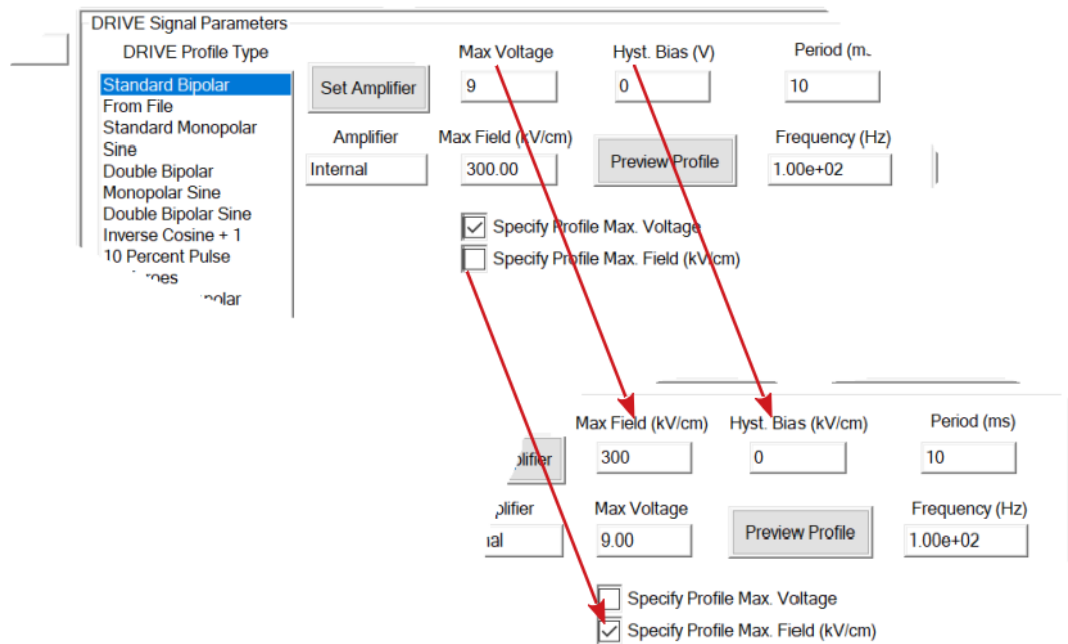 DRIVE Signal Parameters
DRIVE Profile Type
Max Voltage
Hyst. Bias (V)
Period
Standard Bipolar
From File
Standard Monopolar
Sine
Double Bipolar
Monopolar Sine
Double Bipolar Sine
Inverse Cosine + 1
10 Percent Pulse
Set Amplifier
9
0
10
Amplifier
Max Field (kV/cm)
Frequency (Hz)
Internal
300.00
Preview Profile
1.00e+02
Specify Profile Max. Voltage
Specify Profile Max. Field (kV/cm)
Max Field (kV/cm)
Hyst. Bias (kV/cm)
Period (ms)
300
0
10
Max Voltage
Frequency (Hz)
9.00
Preview Profile
1.00e+02
Specify Profile Max. Voltage
Specify Profile Max. Field (kV/cm)